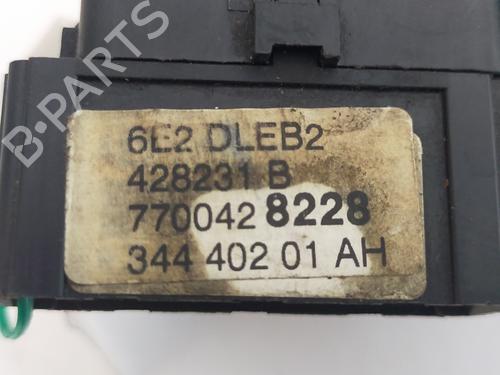 B-PARTS
6E2 DLEB2
428231 B
770042 8228
344 402 01 AH